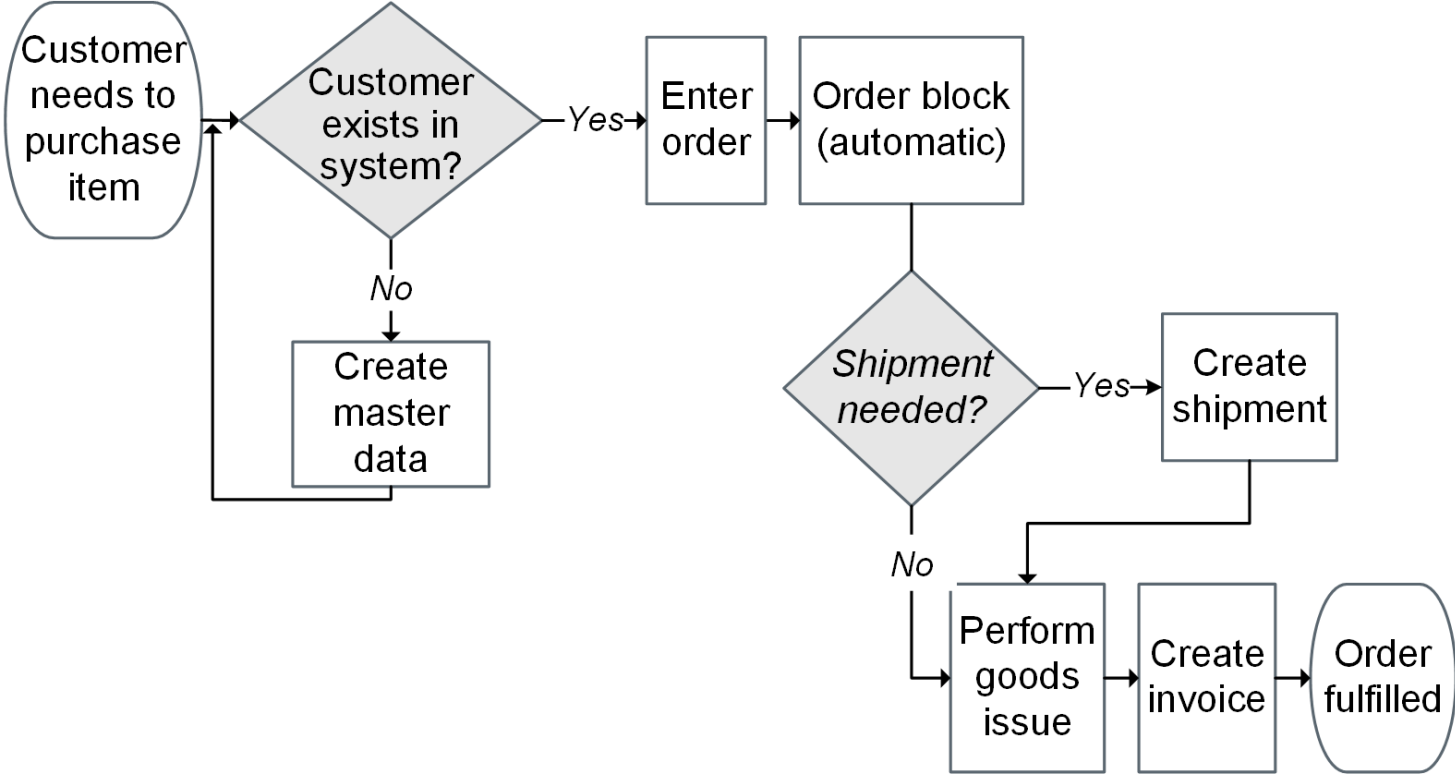 Customer
needs to
purchase
item
Customer
exists in
system?
Yes
Enter
order
Order block
(automatic)
No
Create
master
data
Shipment
needed?
Yes
Create
shipment
No
Perform
goods
issue
Create
invoice
Order
fulfilled